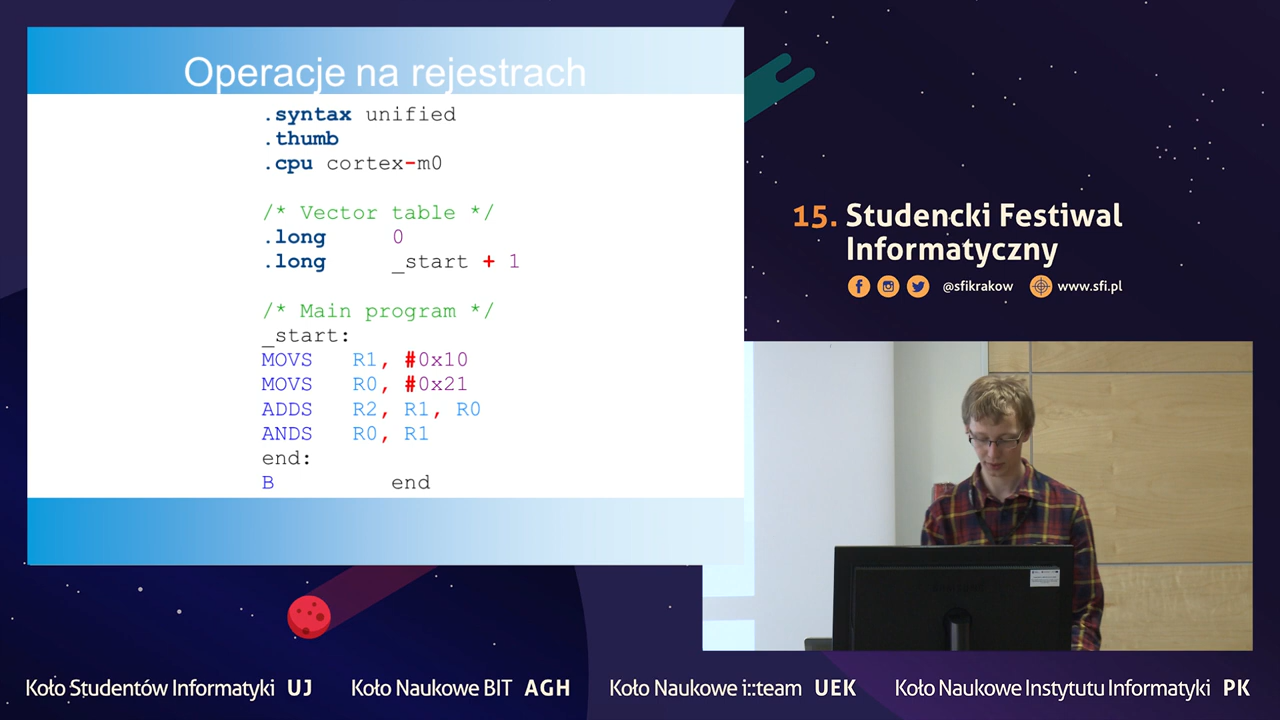 Operacje na rejestrach
.syntax unified
.thumb
.cpu cortex-m0
/* Vector table */
.long 0
.long _start + 1
/* Main program */
_start:
MOVS R1, #0x10
MOVS R0, #0x21
ADDS R2, R1, R0
ANDS R0, R1
end:
B end
15. Studencki Festiwal
Informatyczny
@sfikrakow www.sfi.pl
Koło Studentów Informatyki UJ Koło Naukowe BIT AGH Koło Naukowe i::team UEK Koło Naukowe Instytutu Informatyki PK